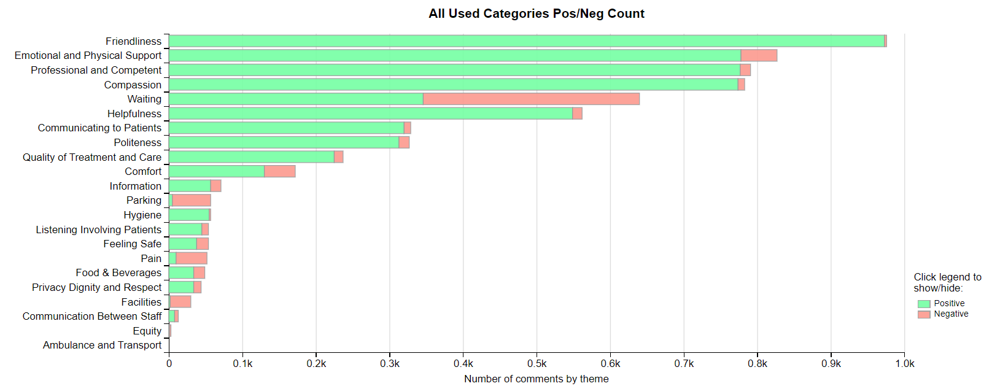 All Used Categories Pos/Neg Count
Friendliness
Emotional and Physical Support
Professional and Competent
Compassion
Waiting
Helpfulness
Communicating to Patients
Politeness
Quality of Treatment and Care
Comfort
Information
Parking
Hygiene
Listening Involving Patients
Feeling Safe
Pain
Food & Beverages
Privacy Dignity and Respect
Facilities
Communication Between Staff
Equity
Ambulance and Transport
0 0.1k 0.2k 0.3k 0.4k 0.5k 0.6k 0.7k 0.8k 0.9k 1.0k
Number of comments by theme
Click legend to
show/hide:
Positive
Negative